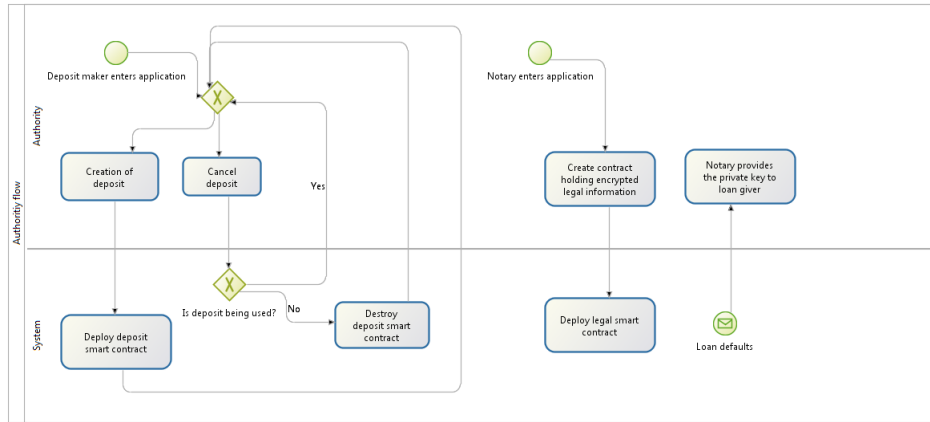 Authoritiy flow
Authority
Deposit maker enters application
Notary enters application
Creation of
deposit
Cancel
deposit
Yes
Create contract
holding encrypted
legal information
Notary provides
the private key to
loan giver
System
Is deposit being used?
No
Deploy deposit
smart contract
Destroy
deposit smart
contract
Deploy legal smart
contract
Loan defaults